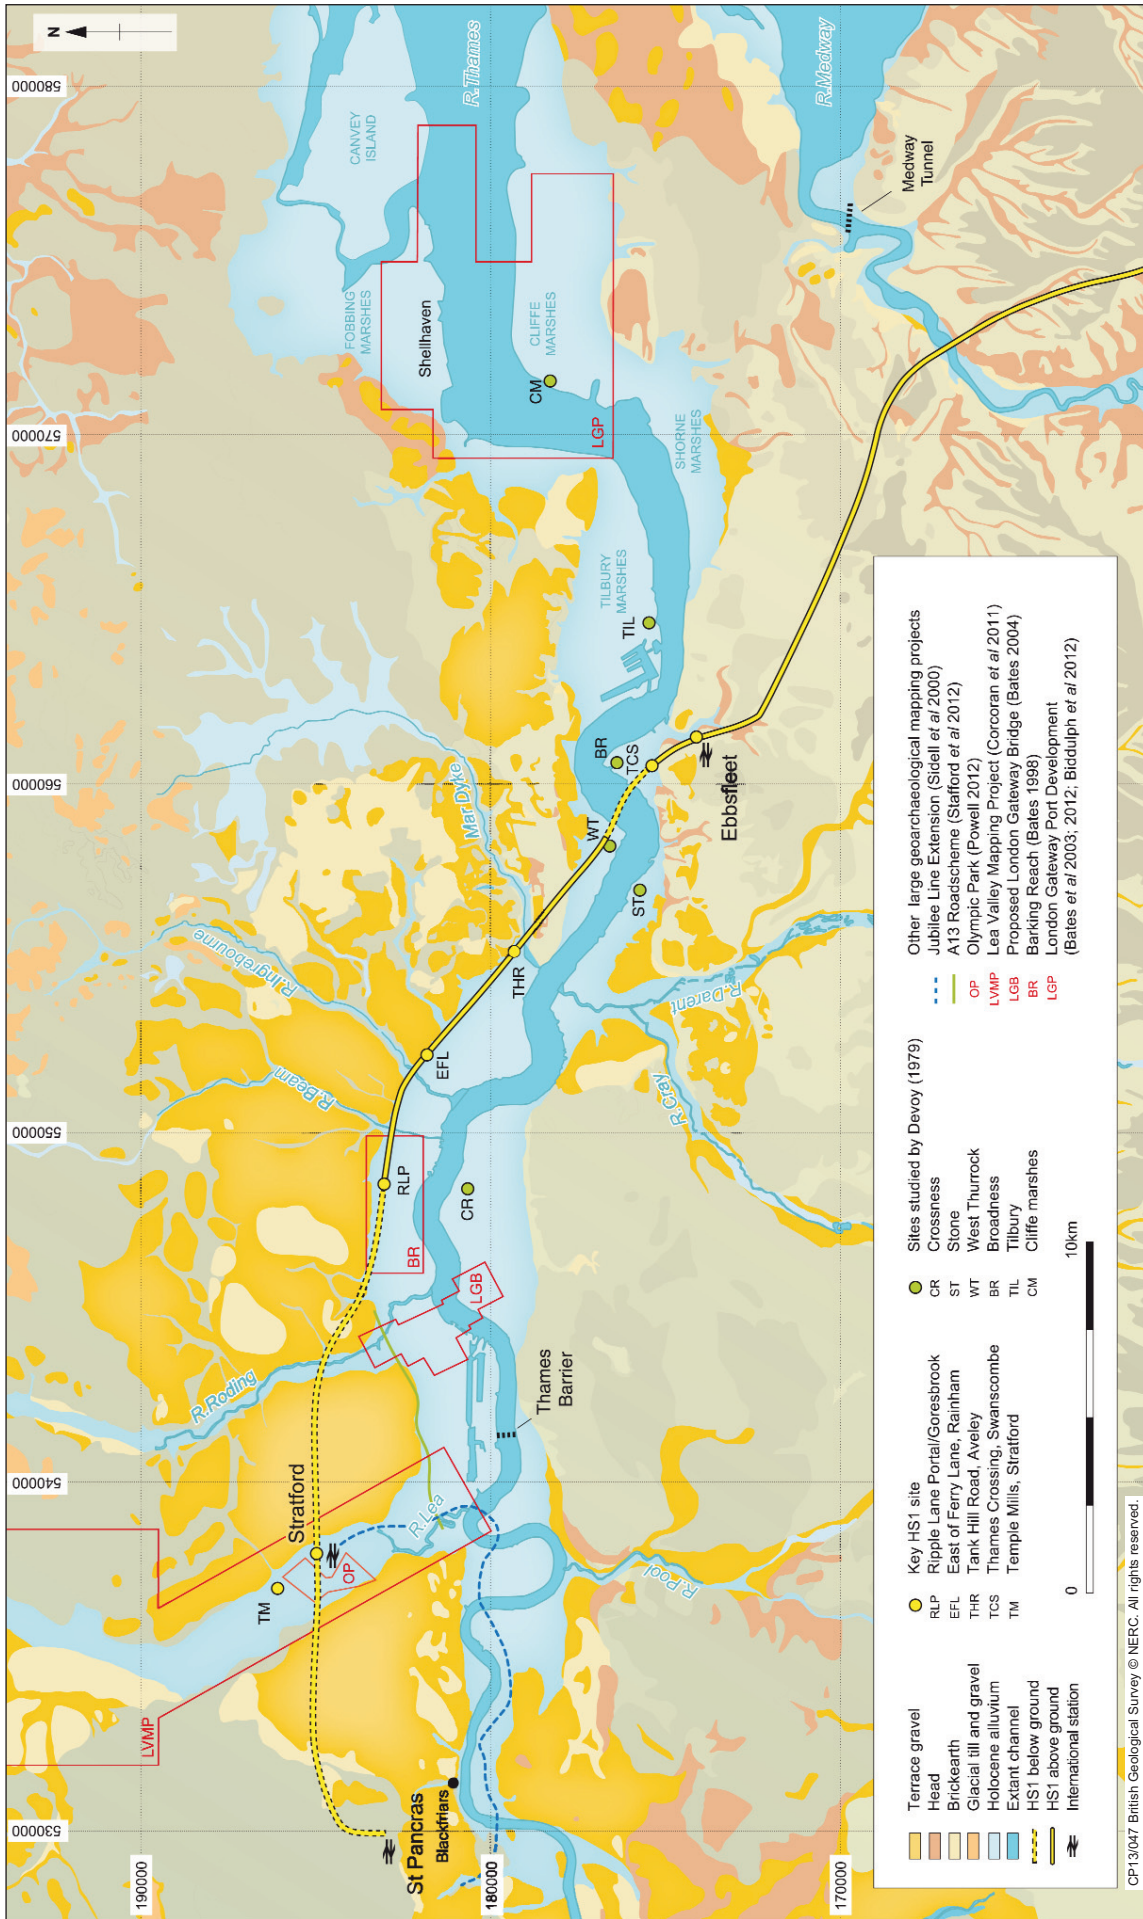 N
580000
570000
560000
550000
540000
530000
190000
180000
170000
R.Thames
R.Medway
CANVEY
ISLAND
FOBBING
MARSHES
Shellhaven
CLIFFE
MARSHES
CM
LGP
SHORNE
MARSHES
Medway
Tunnel
TILBURY
MARSHES
TIL
BR
TCS
WT
ST
Ebbsfleet
Mar Dyke
R.Ingrebourne
R.Beam
THR
EFL
RLP
CR
BR
LGB
R.Darent
R.Cray
R.Roding
Thames
Barrier
Stratford
R.Lea
OP
TM
LVMP
R.Pool
St Pancras
Blackfriars
Terrace gravel
Head
Brickearth
Glacial till and gravel
Holocene alluvium
Extant channel
HS1 below ground
HS1 above ground
International station
Key HS1 site
RLP Ripple Lane Portal/Goresbrook
EFL East of Ferry Lane, Rainham
THR Tank Hill Road, Aveley
TCS Thames Crossing, Swanscombe
TM Temple Mills, Stratford
Sites studied by Devoy (1979)
CR Crossness
ST Stone
WT West Thurrock
BR Broadness
TIL Tilbury
CM Cliffe marshes
Other large geoarchaeological mapping projects
Jubilee Line Extension (Sidell et al 2000)
A13 Roadscheme (Stafford et al 2012)
OP Olympic Park (Powell 2012)
LVMP Lea Valley Mapping Project (Corcoran et al 2011)
LGB Proposed London Gateway Bridge (Bates 2004)
BR Barking Reach (Bates 1998)
LGP London Gateway Port Development
(Bates et al 2003; 2012; Biddulph et al 2012)
0 10km
CP13/047 British Geological Survey © NERC. All rights reserved.